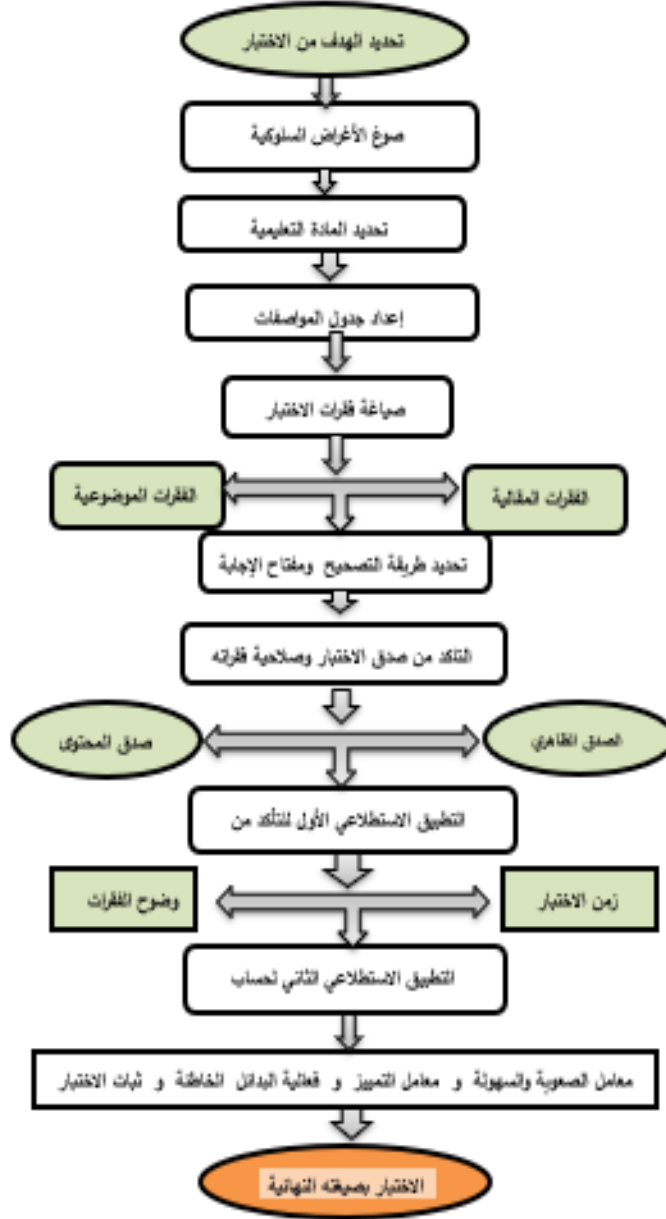 تحديد الهدف من الاختبار
صوغ الأغراض السلوكية
تحديد المادة التعليمية
إعداد جدول المواصفات
صياغة فقرات الاختبار
الفقرات المقالية
الفقرات الموضوعية
تحديد طريقة التصحيح ومفتاح الإجابة
التاكد من صدق الاختبار وصلاحية فقراته
الصدق الظاهري
صدق المحتوى
التطبيق الاستطلاعي الأول للتأكد من
زمن الاختبار
وضوح الفقرات
التطبيق الاستطلاعي الثاني لحساب
معامل الصعوبة والسهولة و معامل التمييز و فعالية البدائل الخاطئة و ثبات الاختبار
الاختبار بصيغته النهائية